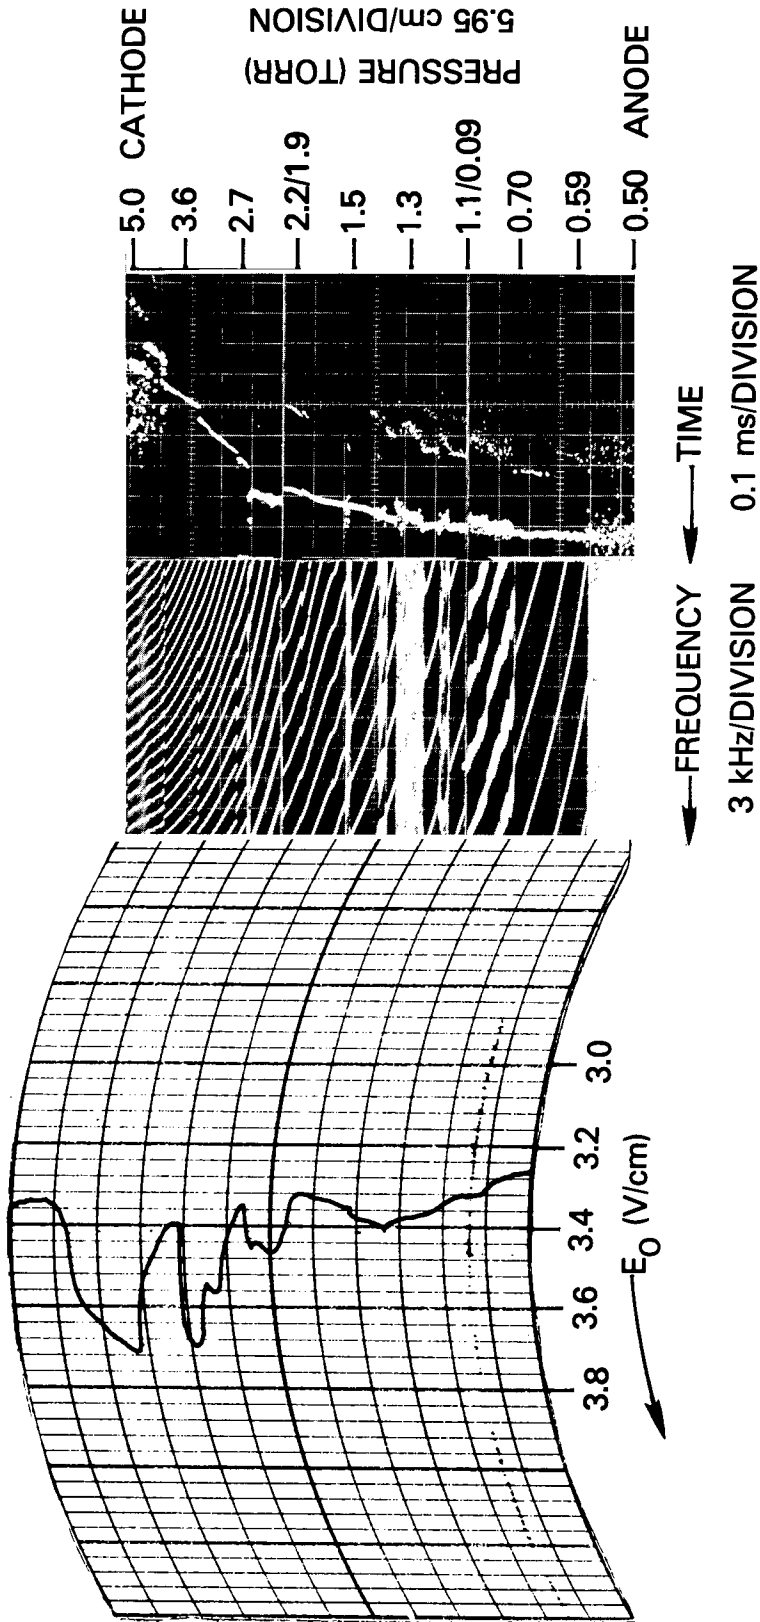 5.0 CATHODE
3.6
2.7
2.2/1.9
1.5
1.3
1.1/0.09
0.70
0.59
0.50 ANODE
PRESSURE (TORR)
5.95 cm/DIVISION
TIME
0.1 ms/DIVISION
FREQUENCY
3 kHz/DIVISION
3.0
3.2
3.4
3.6
3.8
E₀ (V/cm)